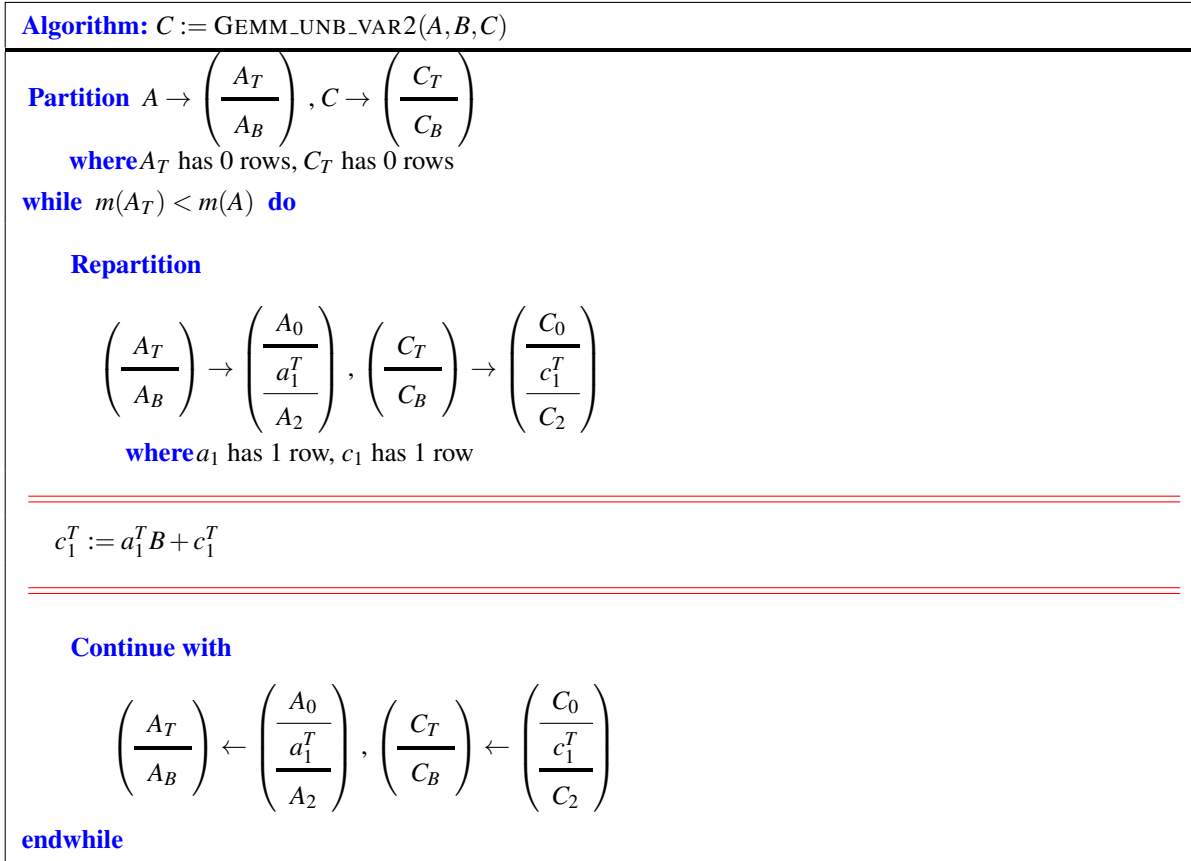 Algorithm: C := GEMM_UNB_VAR2(A, B, C)
Partition A → ( A_T / A_B ) , C → ( C_T / C_B )
where A_T has 0 rows, C_T has 0 rows
while m(A_T) < m(A) do
Repartition
( A_T / A_B ) → ( A_0 / a_1^T / A_2 ) , ( C_T / C_B ) → ( C_0 / c_1^T / C_2 )
where a_1 has 1 row, c_1 has 1 row
c_1^T := a_1^T B + c_1^T
Continue with
( A_T / A_B ) ← ( A_0 / a_1^T / A_2 ) , ( C_T / C_B ) ← ( C_0 / c_1^T / C_2 )
endwhile